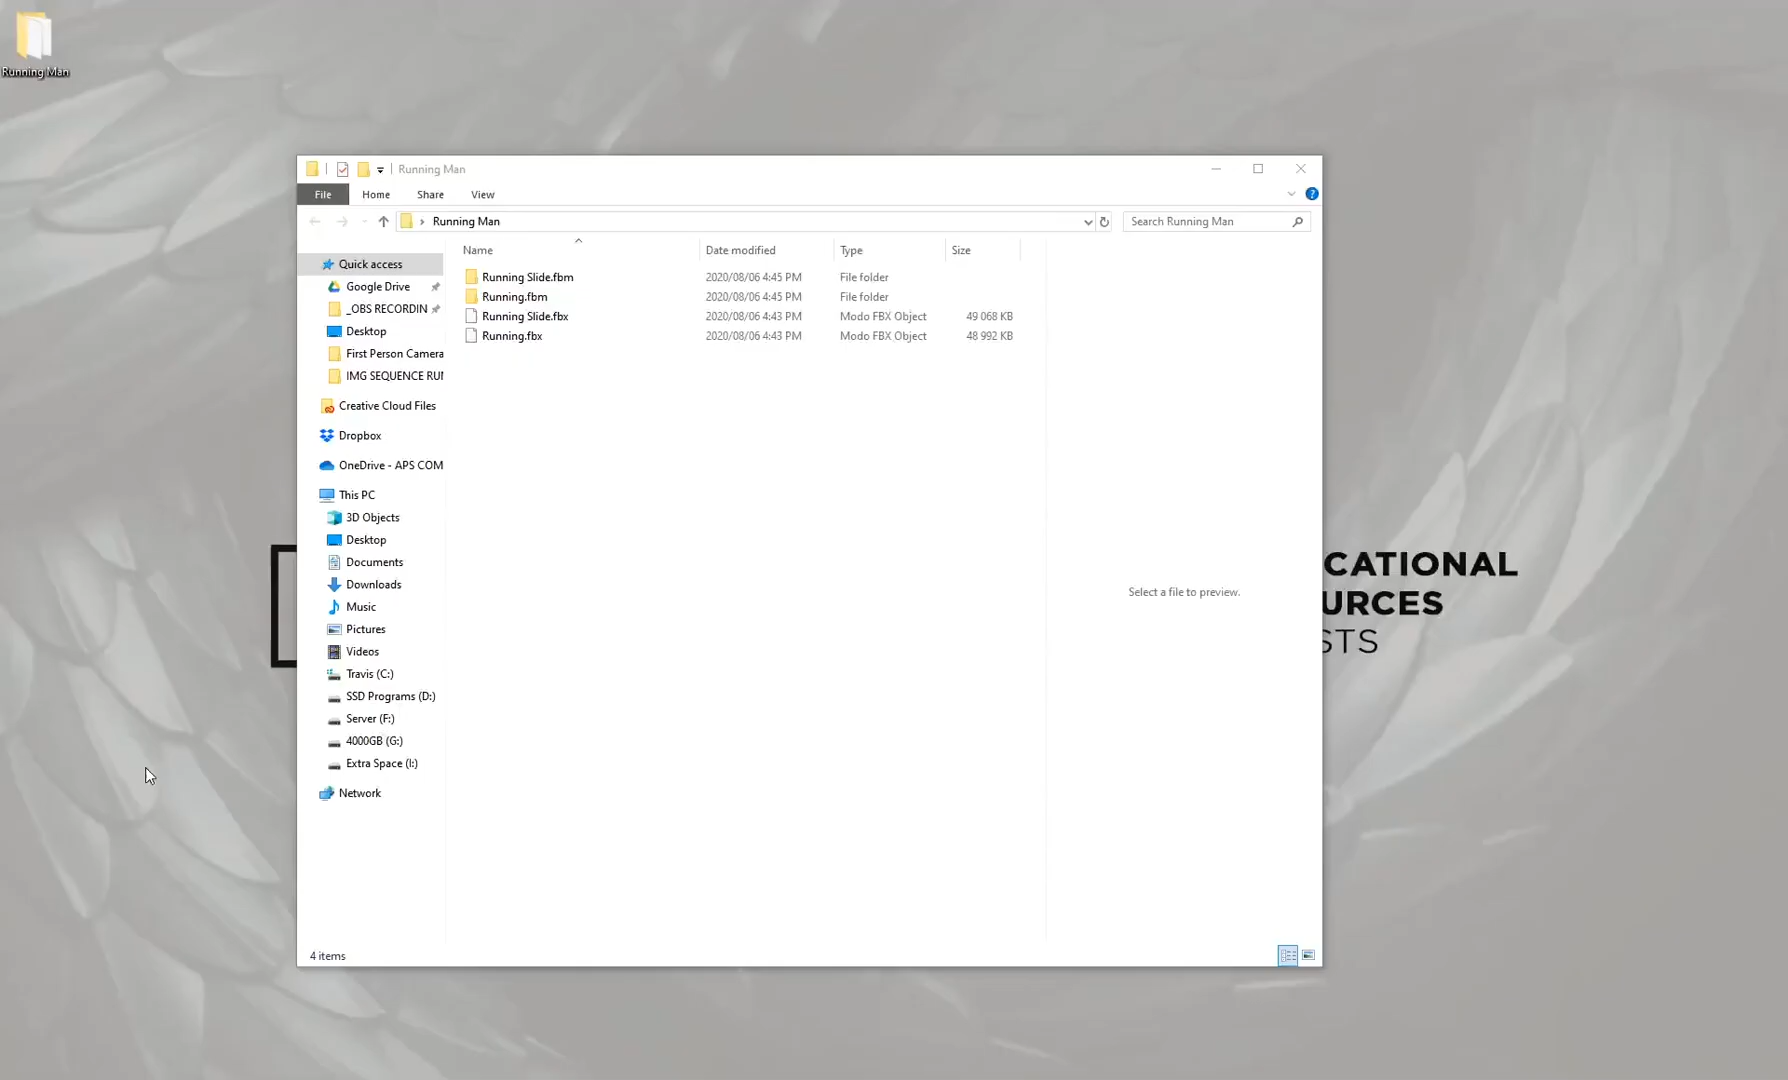 Running Man
Running Man
File Home Share View
Running Man
Search Running Man
Name Date modified Type Size
Quick access
Google Drive
_OBS RECORDIN
Desktop
First Person Camera
IMG SEQUENCE RUN
Creative Cloud Files
Dropbox
OneDrive - APS COM
This PC
3D Objects
Desktop
Documents
Downloads
Music
Pictures
Videos
Travis (C:)
SSD Programs (D:)
Server (F:)
4000GB (G:)
Extra Space (I:)
Network
Running Slide.fbm 2020/08/06 4:45 PM File folder
Running.fbm 2020/08/06 4:45 PM File folder
Running Slide.fbx 2020/08/06 4:43 PM Modo FBX Object 49 068 KB
Running.fbx 2020/08/06 4:43 PM Modo FBX Object 48 992 KB
Select a file to preview.
4 items
CATIONAL
URCES
STS